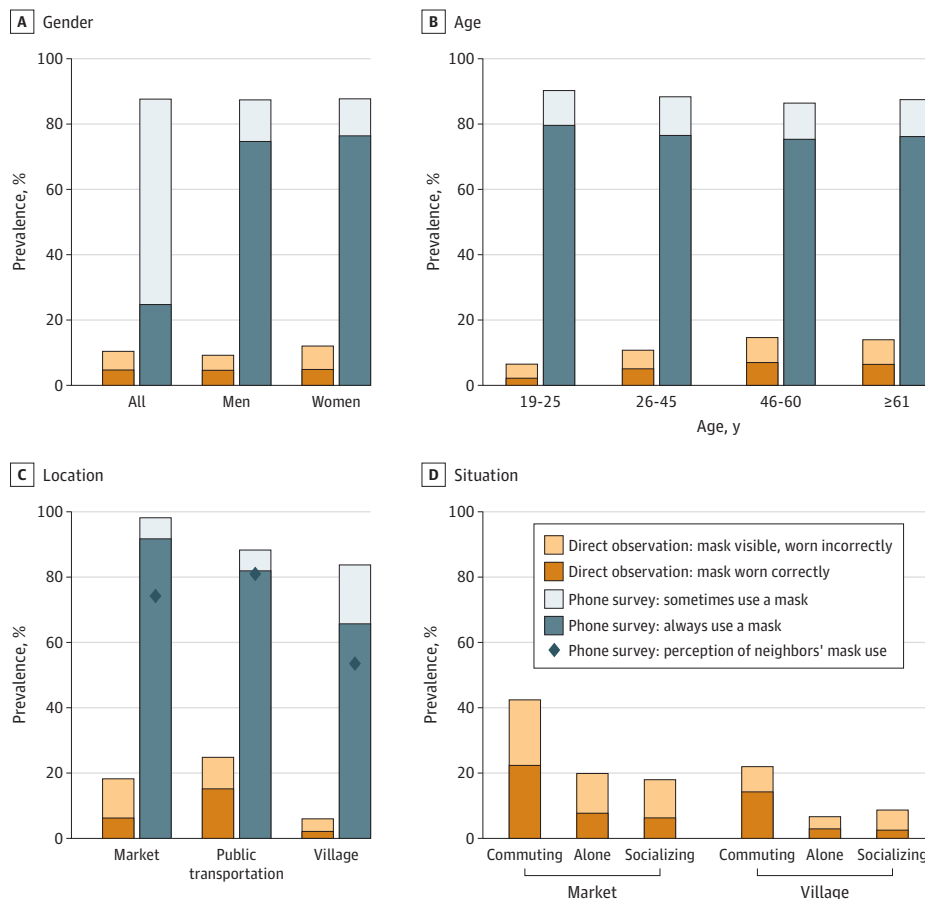 A Gender
100
80
60
40
20
0
Prevalence, %
All Men Women
B Age
100
80
60
40
20
0
Prevalence, %
19-25 26-45 46-60 ≥61
Age, y
C Location
100
80
60
40
20
0
Prevalence, %
Market Public transportation Village
D Situation
100
80
60
40
20
0
Prevalence, %
Direct observation: mask visible, worn incorrectly
Direct observation: mask worn correctly
Phone survey: sometimes use a mask
Phone survey: always use a mask
Phone survey: perception of neighbors' mask use
Commuting Alone Socializing Commuting Alone Socializing
Market Village